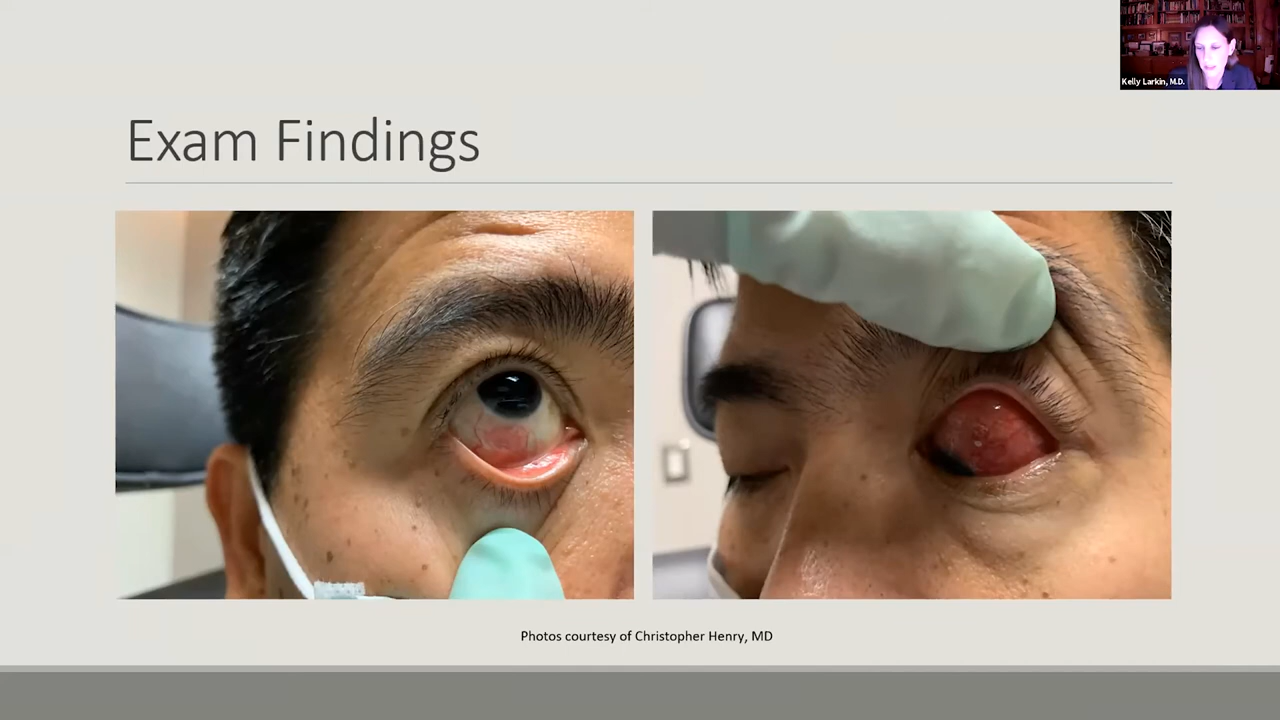 Kelly Larkin, M.D.
Exam Findings
Photos courtesy of Christopher Henry, MD